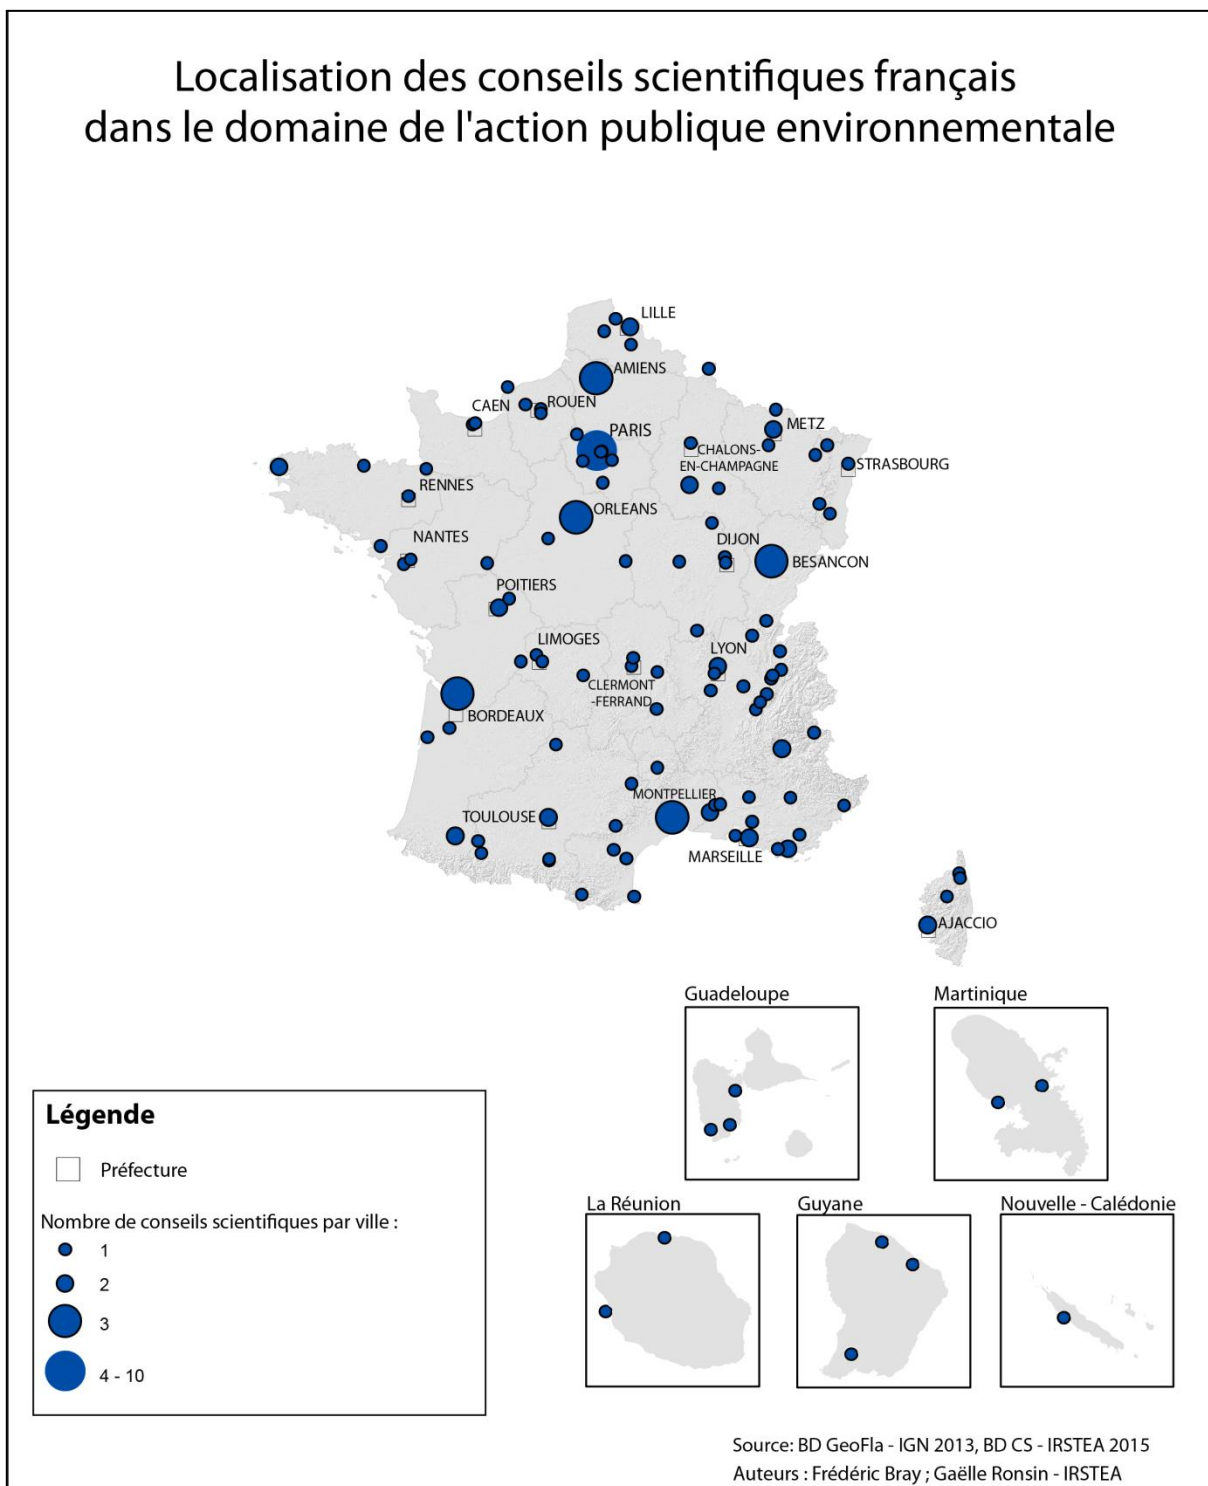 Localisation des conseils scientifiques français
dans le domaine de l'action publique environnementale
LILLE
AMIENS
ROUEN
CAEN
METZ
PARIS
CHALONS-
EN-CHAMPAGNE
STRASBOURG
RENNES
ORLEANS
NANTES
DIJON
BESANCON
POITIERS
LIMOGES
LYON
CLERMONT
-FERRAND
BORDEAUX
MONTPELLIER
TOULOUSE
MARSEILLE
AJACCIO
Guadeloupe
Martinique
Légende
Préfecture
Nombre de conseils scientifiques par ville :
1
2
3
4 - 10
La Réunion
Guyane
Nouvelle - Calédonie
Source: BD GeoFla - IGN 2013, BD CS - IRSTEA 2015
Auteurs : Frédéric Bray ; Gaëlle Ronsin - IRSTEA